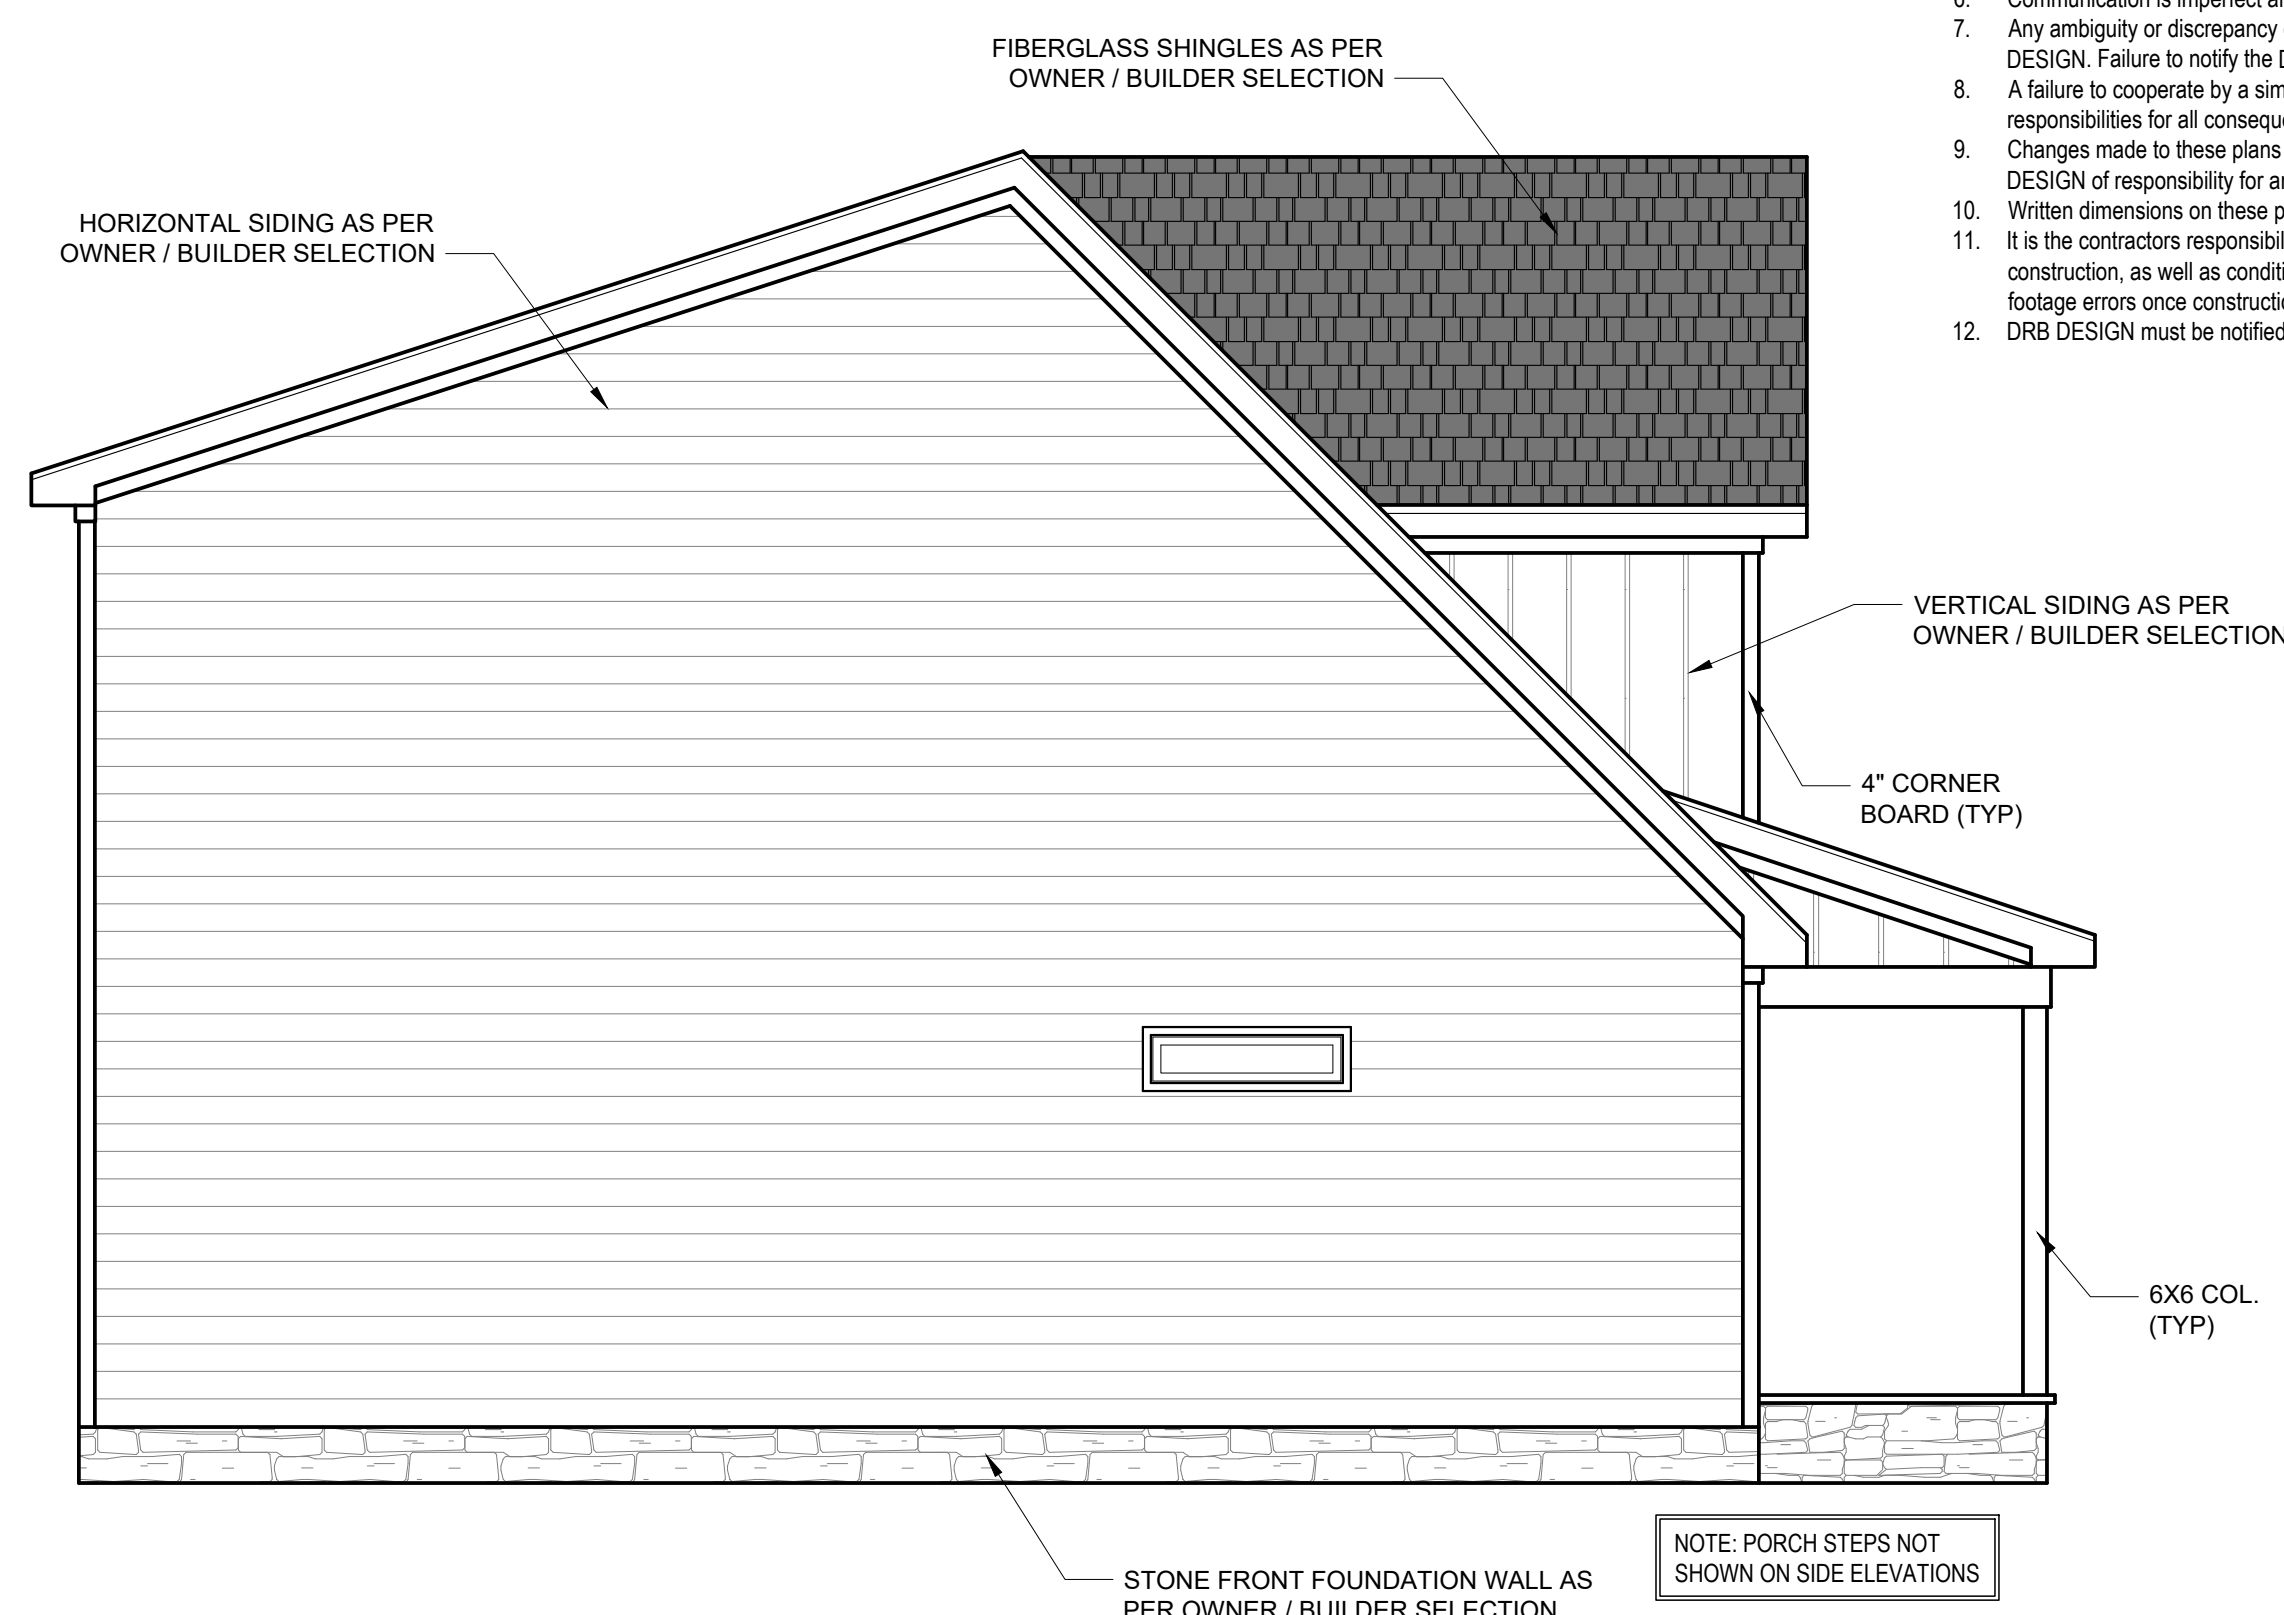 6. Communication is imperfect
7. Any ambiguity or discrepancy
DESIGN. Failure to notify the
8. A failure to cooperate by a
responsibilities for all
9. Changes made to these plans
DESIGN of responsibility for
10. Written dimensions on these
11. It is the contractors
construction, as well as
footage errors once
12. DRB DESIGN must be notified
FIBERGLASS SHINGLES AS PER
OWNER / BUILDER SELECTION
HORIZONTAL SIDING AS PER
OWNER / BUILDER SELECTION
VERTICAL SIDING AS PER
OWNER / BUILDER SELECTION
4" CORNER
BOARD (TYP)
6X6 COL.
(TYP)
NOTE: PORCH STEPS NOT
SHOWN ON SIDE ELEVATIONS
STONE FRONT FOUNDATION WALL AS
PER OWNER / BUILDER SELECTION